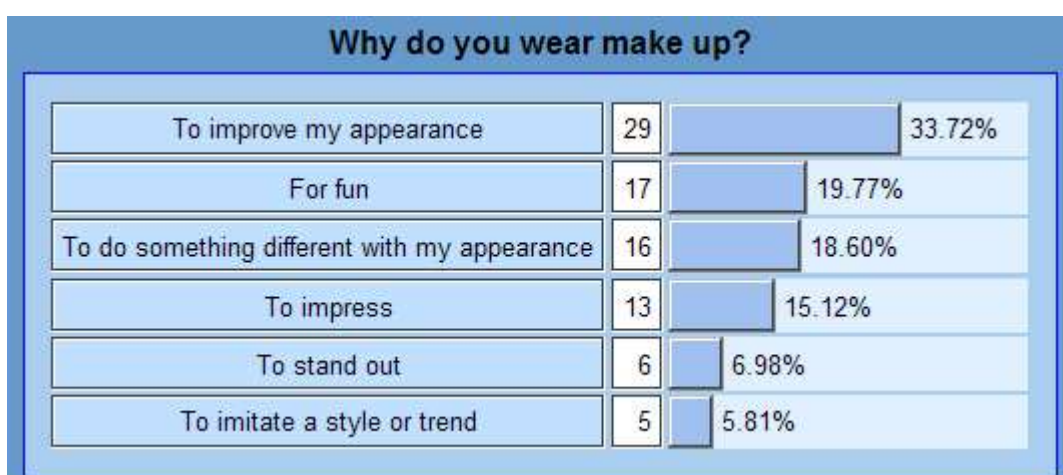 Why do you wear make up?
To improve my appearance 29 33.72%
For fun 17 19.77%
To do something different with my appearance 16 18.60%
To impress 13 15.12%
To stand out 6 6.98%
To imitate a style or trend 5 5.81%